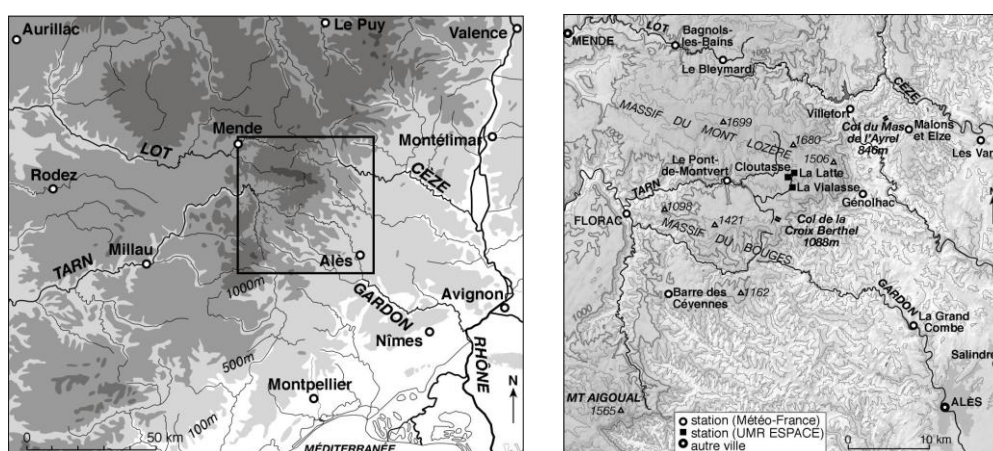 Aurillac
Le Puy
Valence
Mende
Montélimar
LOT
Rodez
CÈZE
Millau
TARN
Alès
1000m
GARDON
Avignon
Nîmes
500m
RHÔNE
Montpellier
N
100m
0 50 km
MÉDITERRANÉE
MENDE
LOT
Bagnols-
les-Bains
1000
Le Bleymard
CÈZE
Villefort
MASSIF DU MONT LOZÈRE
1699
Col du Mas
de l'Ayrel
846m
Malons
et Elze
1000
1680
Les Van
Le Pont-
de-Montvert
Cloutasse
1506
La Latte
La Vialasse
TARN
Génolhac
FLORAC
1098
1421
Col de la
Croix Berthel
1088m
MASSIF DU BOUGES
Barre des
Cévennes
1162
GARDON
La Grand
Combe
1000
Salindre
MT AIGOUAL
1565
ALÈS
station (Météo-France)
station (UMR ESPACE)
autre ville
0 10 km